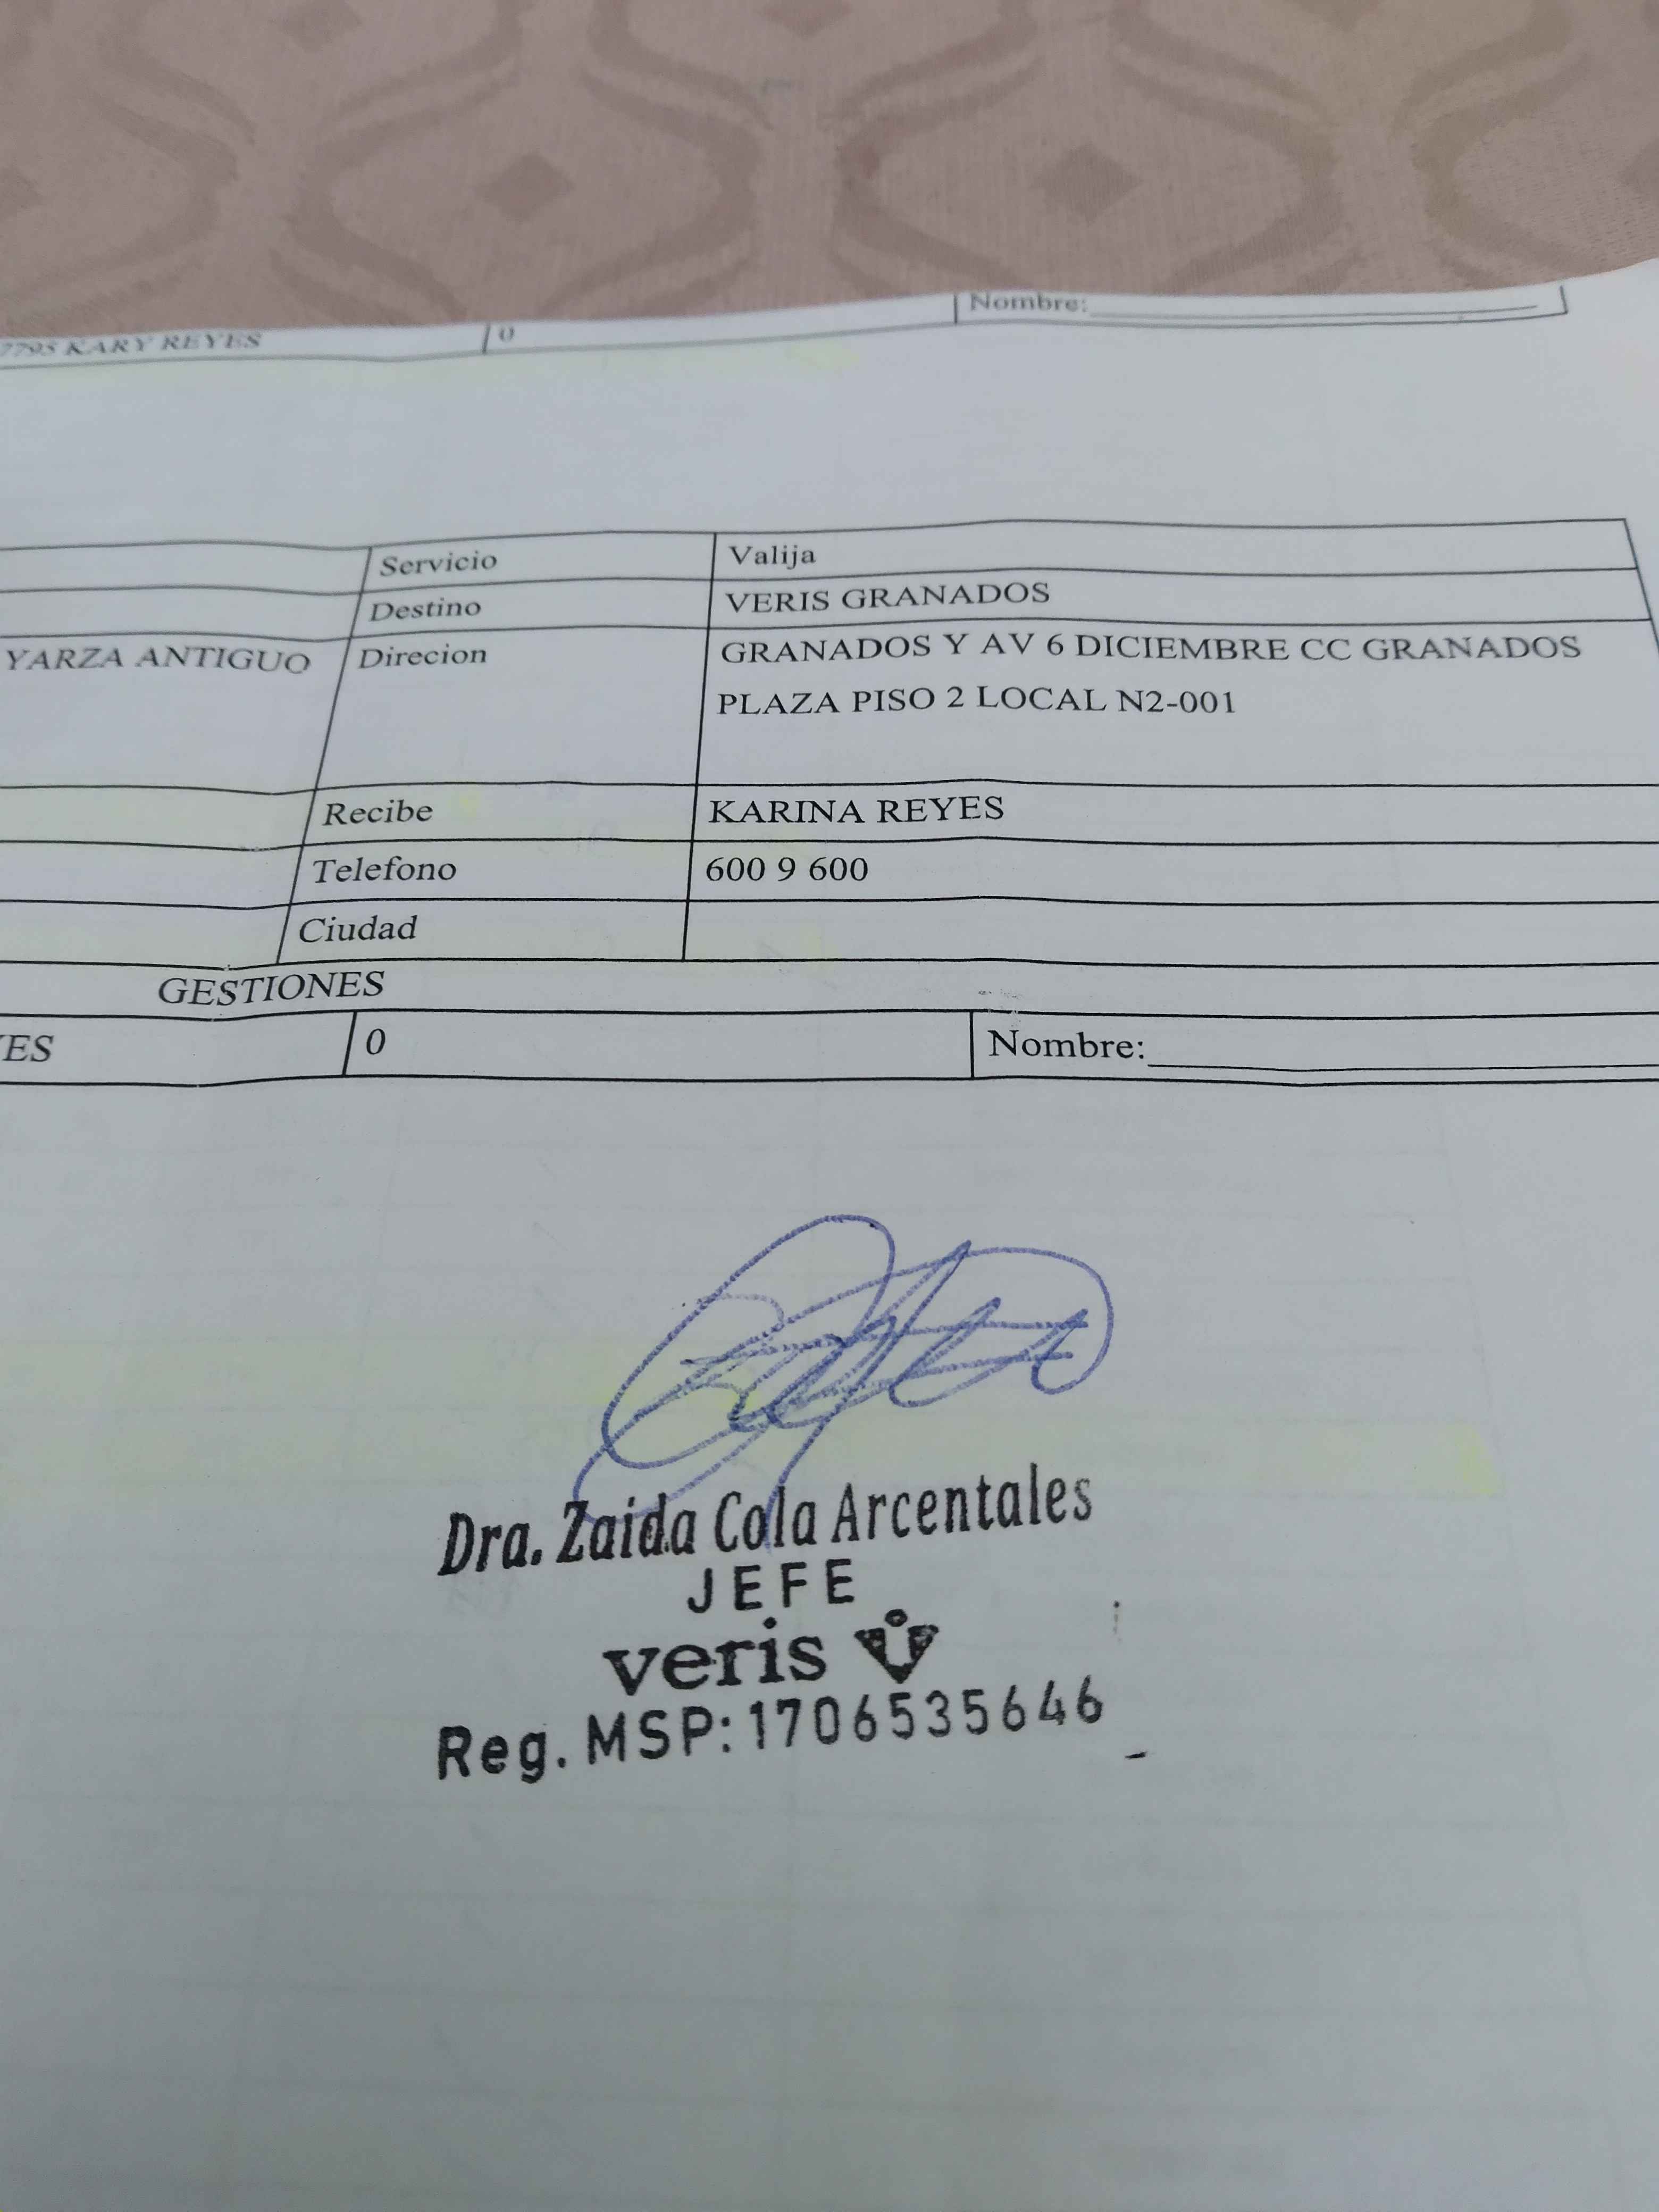 7795 KARY REYES 0 Nombre:
Servicio Valija
Destino VERIS GRANADOS
YARZA ANTIGUO Direcion GRANADOS Y AV 6 DICIEMBRE CC GRANADOS
PLAZA PISO 2 LOCAL N2-001
Recibe KARINA REYES
Telefono 600 9 600
Ciudad
GESTIONES
ES 0 Nombre:
Dra. Zaida Cola Arcentales
JEFE
veris
Reg. MSP: 1706535646